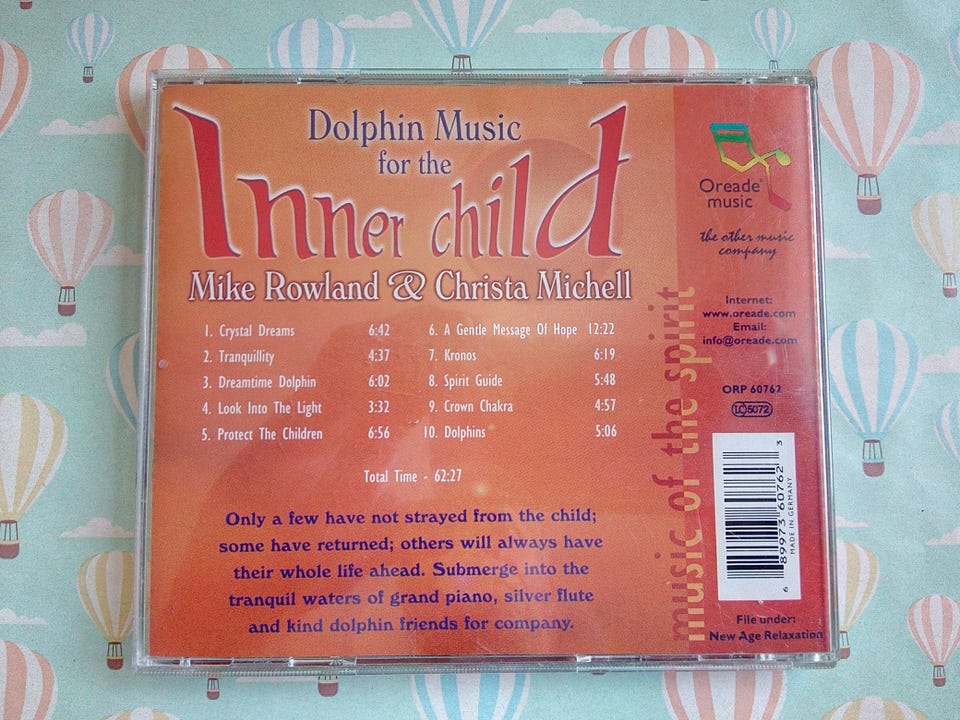 Dolphin Music
for the
Inner child
Mike Rowland & Christa Michell
1. Crystal Dreams 6:42
2. Tranquillity 4:37
3. Dreamtime Dolphin 6:02
4. Look Into The Light 3:32
5. Protect The Children 6:56
6. A Gentle Message Of Hope 12:22
7. Kronos 6:19
8. Spirit Guide 5:48
9. Crown Chakra 4:57
10. Dolphins 5:06
Total Time - 62:27
Only a few have not strayed from the child;
some have returned; others will always have
their whole life ahead. Submerge into the
tranquil waters of grand piano, silver flute
and kind dolphin friends for company.
music of the spirit
Oreade®
music
the other music
company
Internet:
www.oreade.com
Email:
info@oreade.com
ORP 60762
LC 5072
6 89973 60762 3
MADE IN GERMANY
File under:
New Age Relaxation